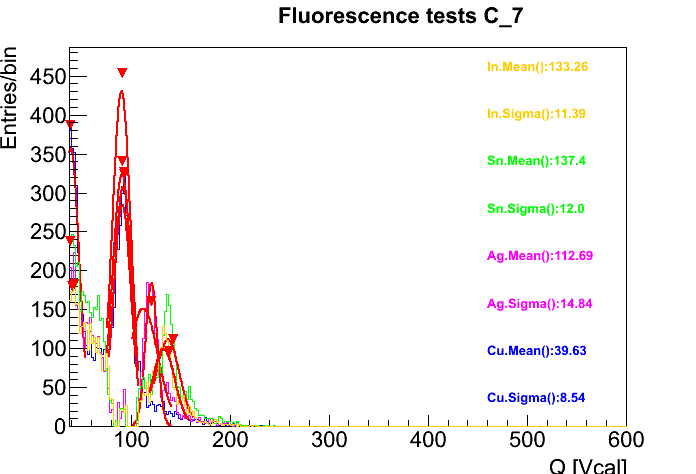 Fluorescence tests C_7
Entries/bin
450
400
350
300
250
200
150
100
50
0
100
200
300
400
500
600
Q [Vcal]
In.Mean():133.26
In.Sigma():11.39
Sn.Mean():137.4
Sn.Sigma():12.0
Ag.Mean():112.69
Ag.Sigma():14.84
Cu.Mean():39.63
Cu.Sigma():8.54